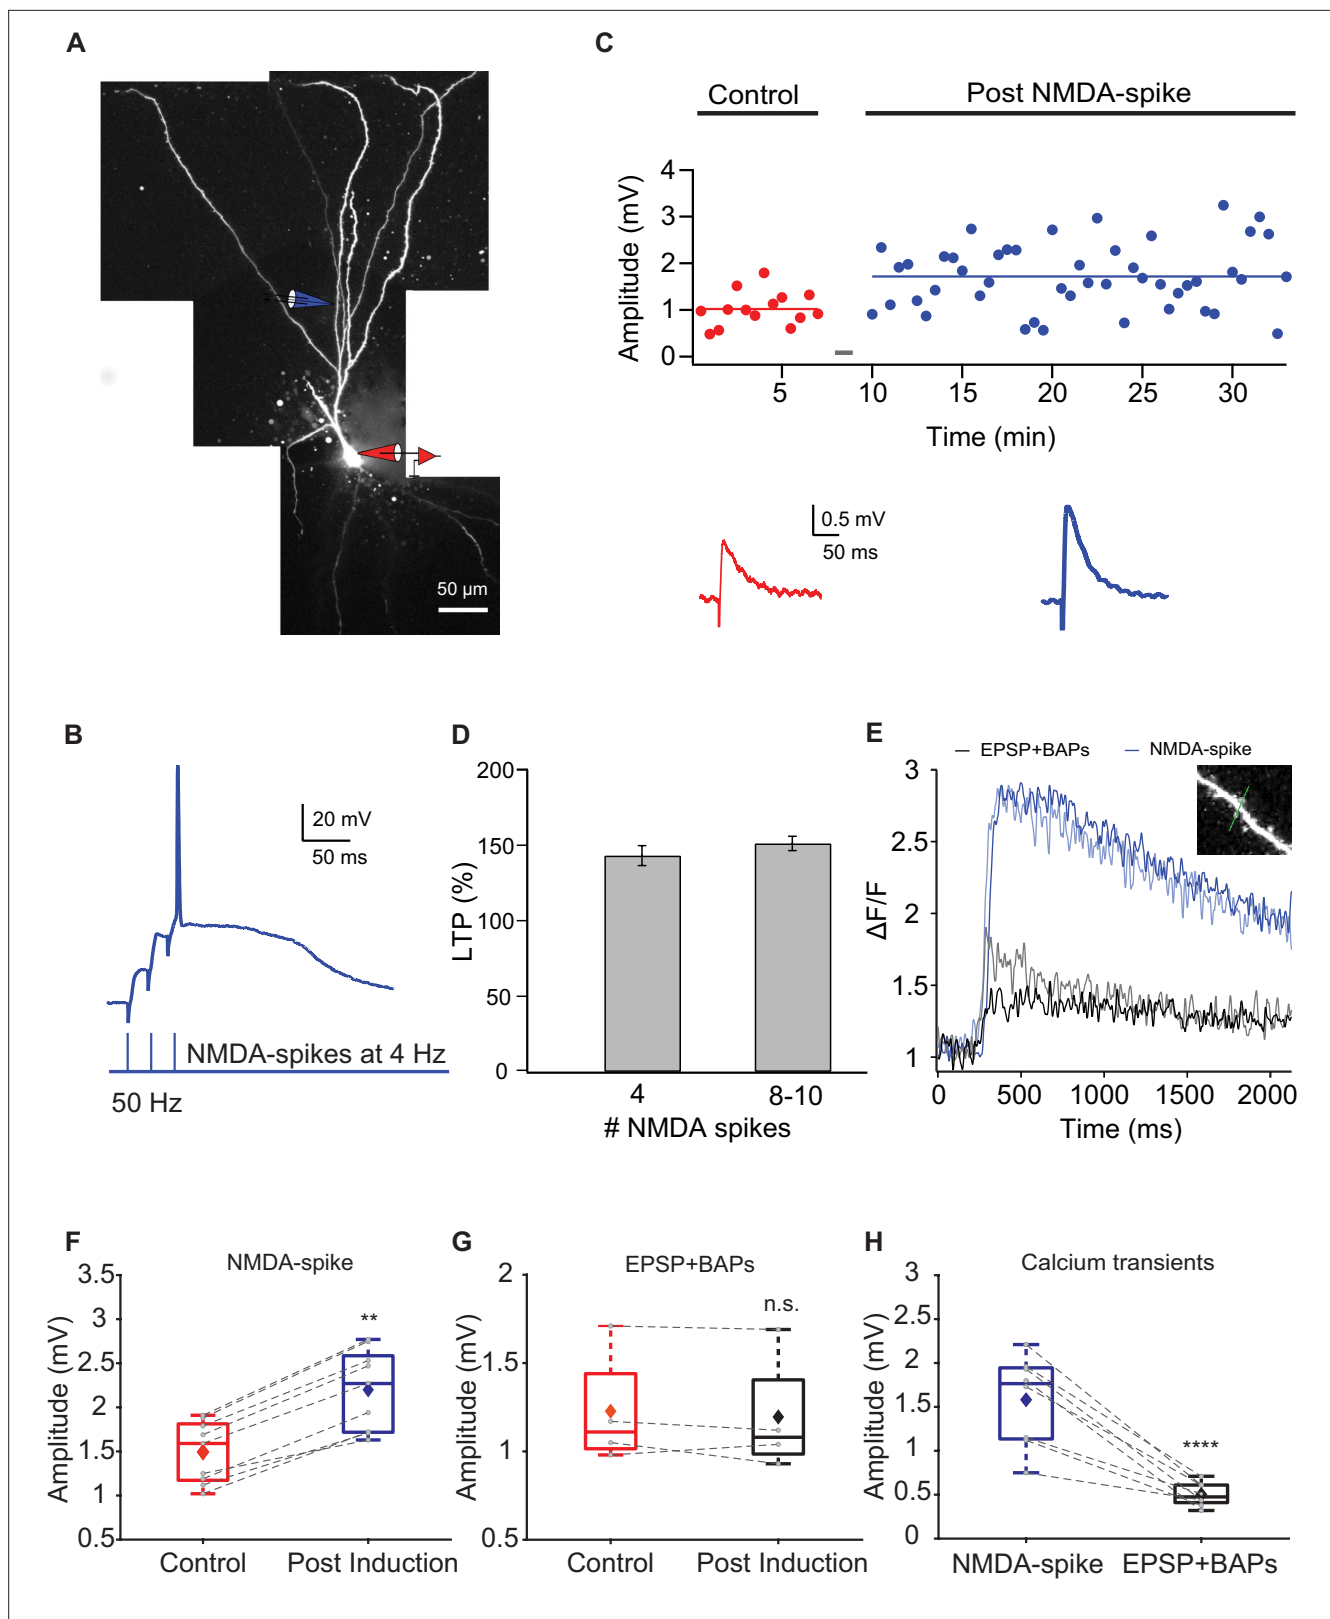 A
50 µm
C
Control
Post NMDA-spike
Amplitude (mV)
4
3
2
1
0
5
10
15
20
25
30
Time (min)
0.5 mV
50 ms
B
20 mV
50 ms
NMDA-spikes at 4 Hz
50 Hz
D
LTP (%)
200
150
100
50
0
4
8-10
# NMDA spikes
E
EPSP+BAPs
NMDA-spike
ΔF/F
3
2.5
2
1.5
1
0
500
1000
1500
2000
Time (ms)
F
NMDA-spike
Amplitude (mV)
3.5
3
2.5
2
1.5
1
0.5
**
Control
Post Induction
G
EPSP+BAPs
Amplitude (mV)
2
1.5
1
0.5
n.s.
Control
Post Induction
H
Calcium transients
Amplitude (mV)
3
2.5
2
1.5
1
0.5
0
****
NMDA-spike
EPSP+BAPs